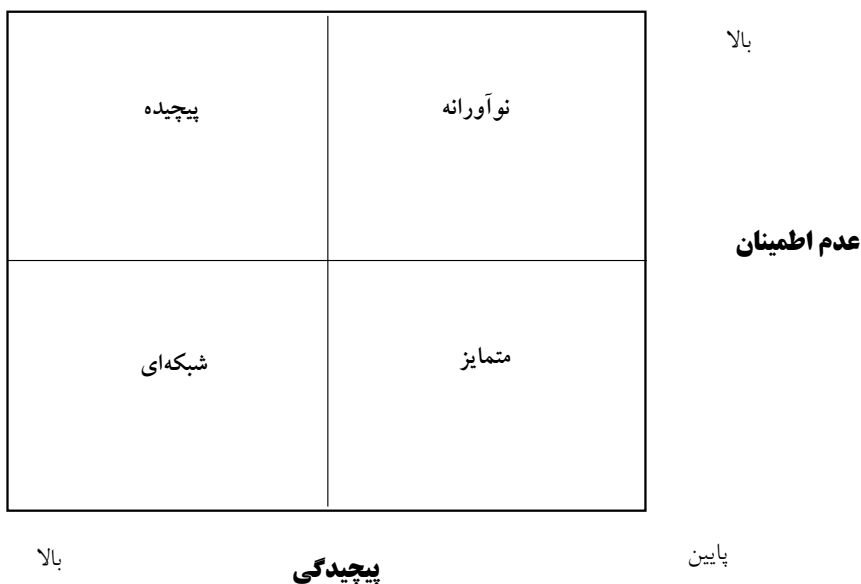 بالا
نوآورانه
پیچیده
عدم اطمینان
متمایز
شبکه‌ای
پایین
پیچیدگی
بالا